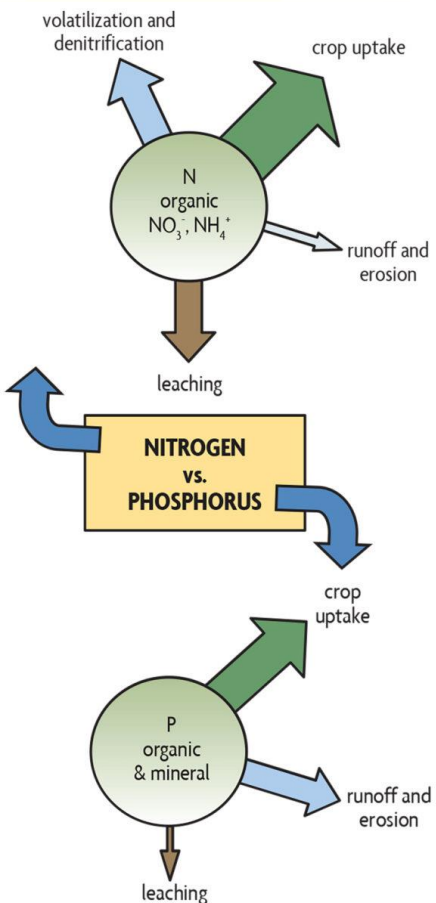 volatilization and
denitrification
crop uptake
N
organic
NO₃⁻, NH₄⁺
runoff and
erosion
leaching
NITROGEN
vs.
PHOSPHORUS
crop
uptake
P
organic
& mineral
runoff and
erosion
leaching